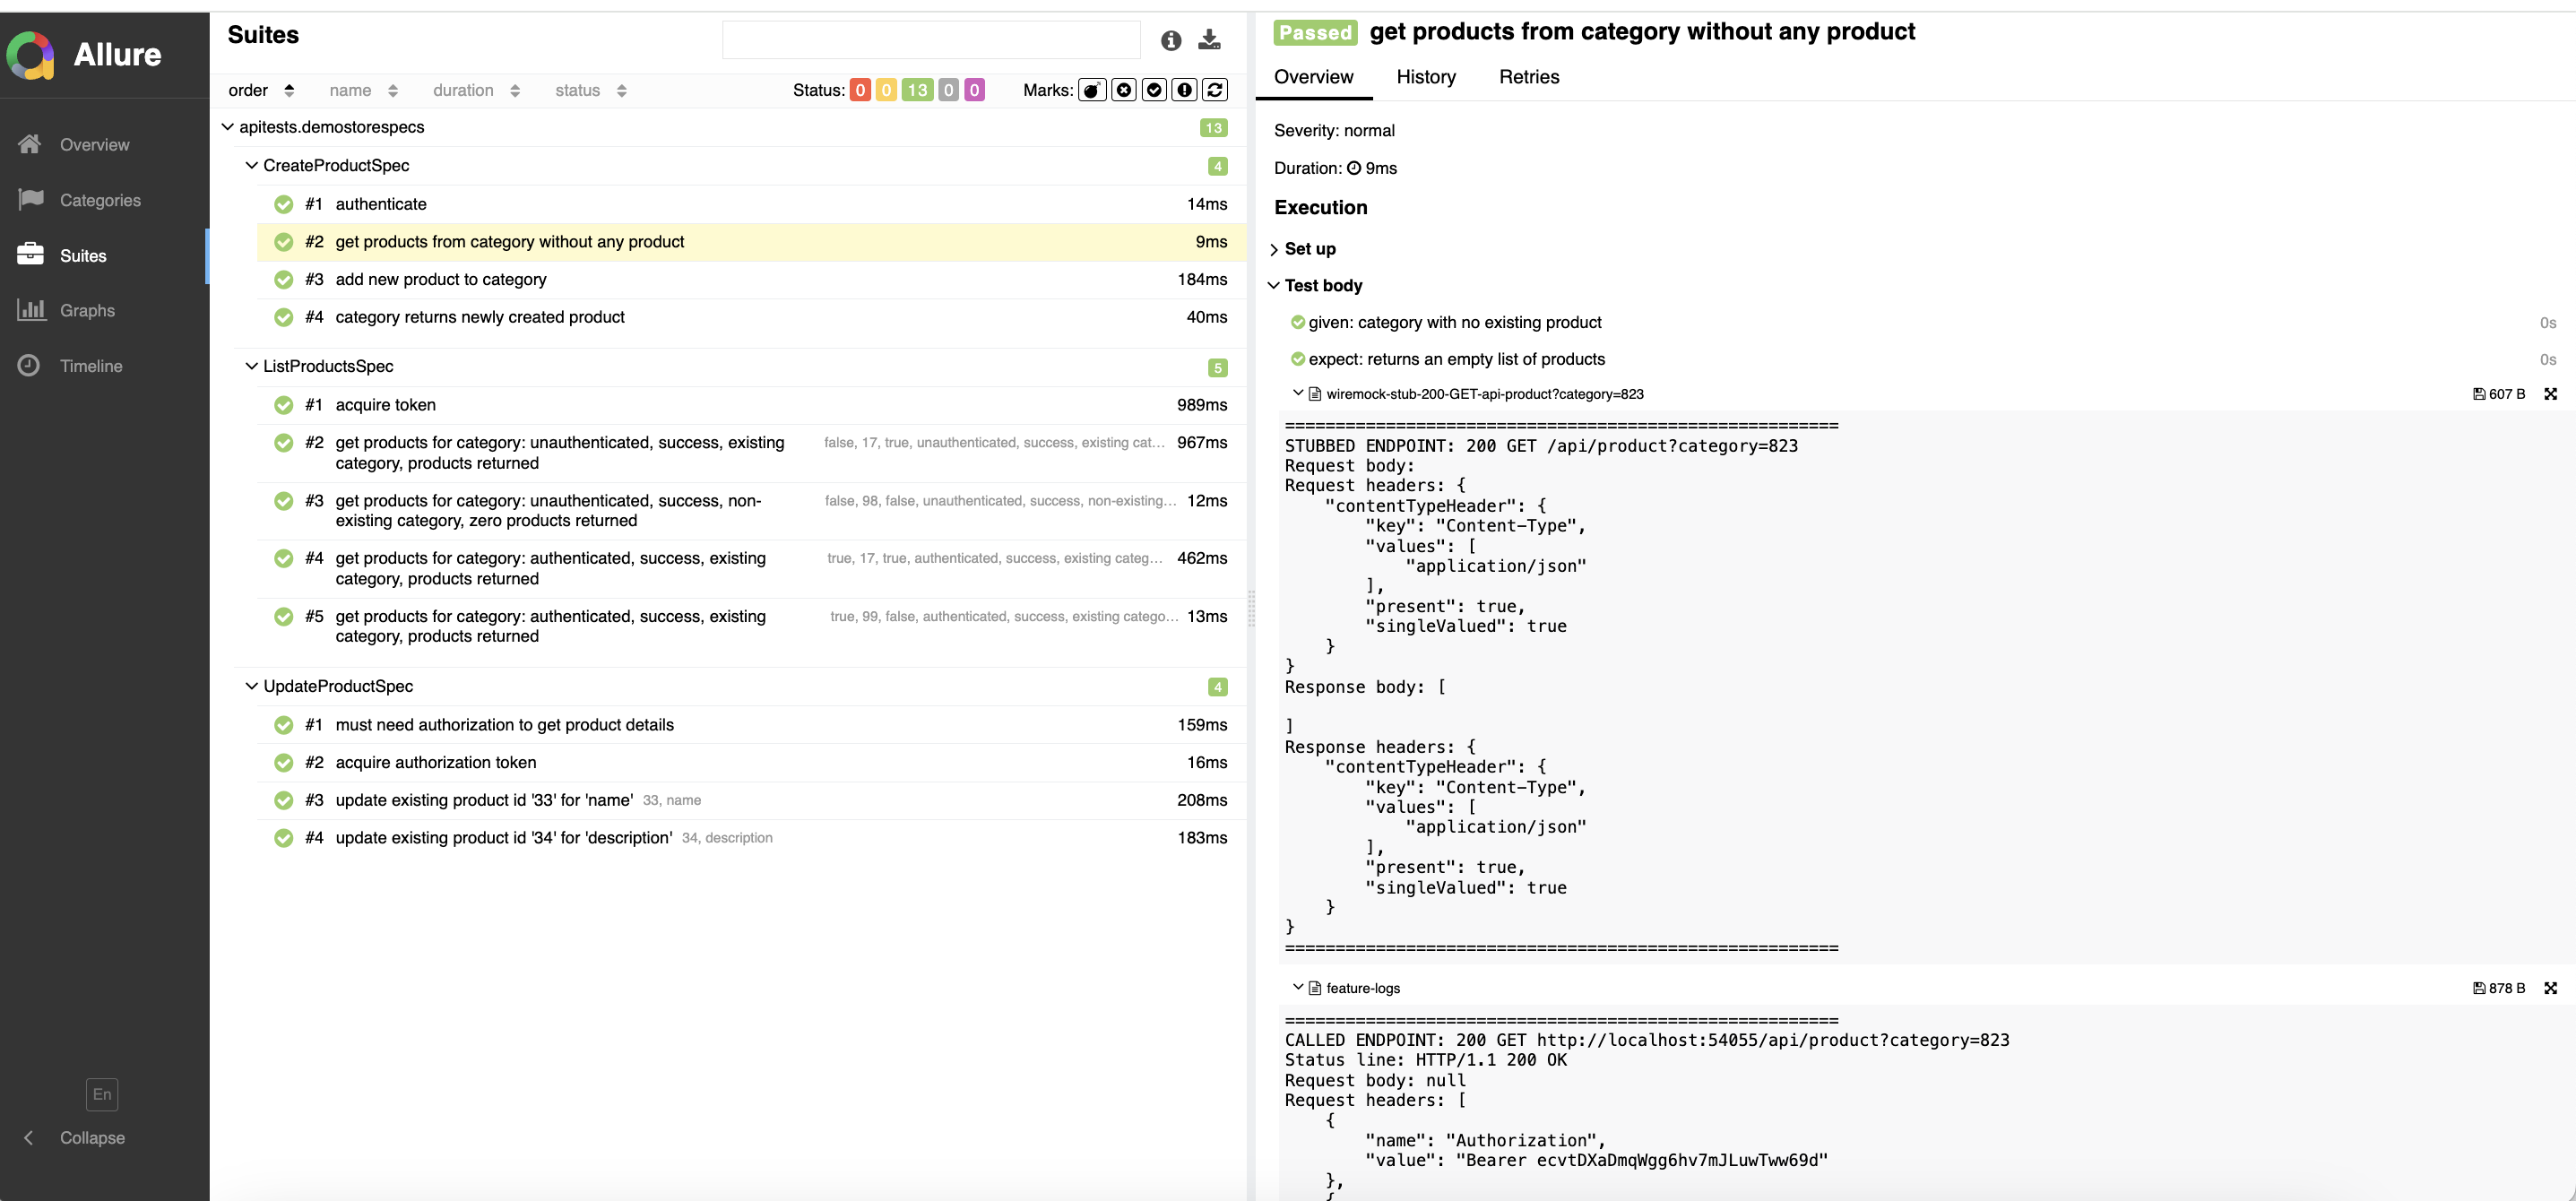 Allure
Overview
Categories
Suites
Graphs
Timeline
En
Collapse
Suites
order name duration status
Status: 0 0 13 0 0 Marks:
apitests.demostorespecs 13
CreateProductSpec 4
#1 authenticate 14ms
#2 get products from category without any product 9ms
#3 add new product to category 184ms
#4 category returns newly created product 40ms
ListProductsSpec 5
#1 acquire token 989ms
#2 get products for category: unauthenticated, success, existing false, 17, true, unauthenticated, success, existing cat... 967ms
category, products returned
#3 get products for category: unauthenticated, success, non- false, 98, false, unauthenticated, success, non-existing... 12ms
existing category, zero products returned
#4 get products for category: authenticated, success, existing true, 17, true, authenticated, success, existing categ... 462ms
category, products returned
#5 get products for category: authenticated, success, existing true, 99, false, authenticated, success, existing catego... 13ms
category, products returned
UpdateProductSpec 4
#1 must need authorization to get product details 159ms
#2 acquire authorization token 16ms
#3 update existing product id '33' for 'name' 33, name 208ms
#4 update existing product id '34' for 'description' 34, description 183ms
Passed get products from category without any product
Overview History Retries
Severity: normal
Duration: 9ms
Execution
Set up
Test body
given: category with no existing product 0s
expect: returns an empty list of products 0s
wiremock-stub-200-GET-api-product?category=823 607 B
=======================================================
STUBBED ENDPOINT: 200 GET /api/product?category=823
Request body:
Request headers: {
"contentTypeHeader": {
"key": "Content-Type",
"values": [
"application/json"
],
"present": true,
"singleValued": true
}
}
Response body: [
]
Response headers: {
"contentTypeHeader": {
"key": "Content-Type",
"values": [
"application/json"
],
"present": true,
"singleValued": true
}
}
=======================================================
feature-logs 878 B
=======================================================
CALLED ENDPOINT: 200 GET http://localhost:54055/api/product?category=823
Status line: HTTP/1.1 200 OK
Request body: null
Request headers: [
{
"name": "Authorization",
"value": "Bearer ecvtDXaDmqWgg6hv7mJLuwTww69d"
},
{